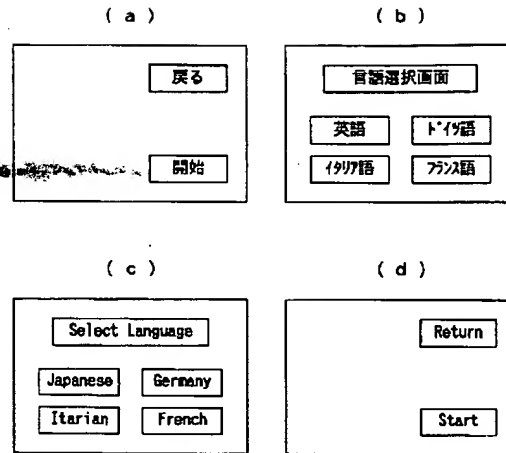 ( a )
戻る
開始
( b )
言語選択画面
英語 ﾄﾞｲﾂ語
ｲﾀﾘｱ語 ﾌﾗﾝｽ語
( c )
Select Language
Japanese Germany
Itarian French
( d )
Return
Start